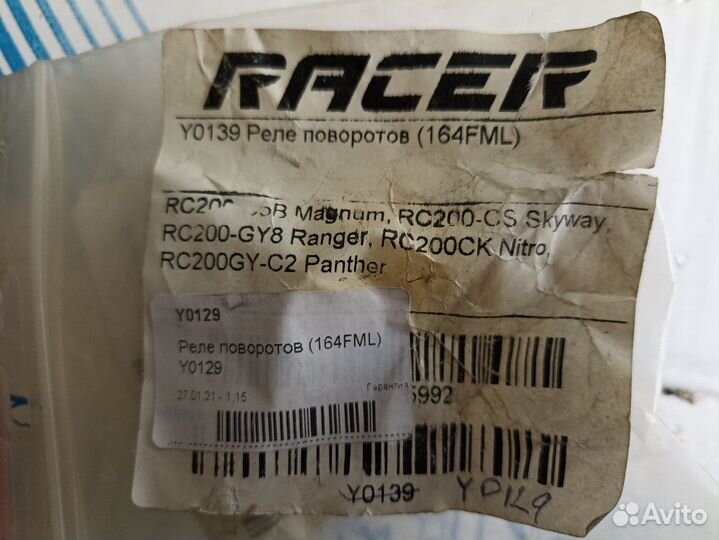 RACER
Y0139 Реле поворотов (164FML)
Magnum, RC200-CS Skyway,
RC200-GY8 Ranger, RC200CK Nitro,
RC200GY-C2 Panther
Y0129
Реле поворотов (164FML)
Y0129
27.01.21 - 1,15
Гарантия
6992
Y0139
Y0129
Avito